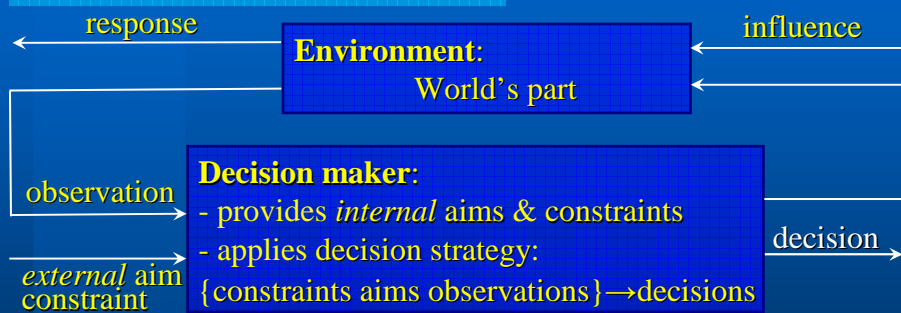 response
influence
Environment:
World's part
observation
Decision maker:
- provides internal aims & constraints
- applies decision strategy:
{constraints aims observations}→decisions
external aim
constraint
decision